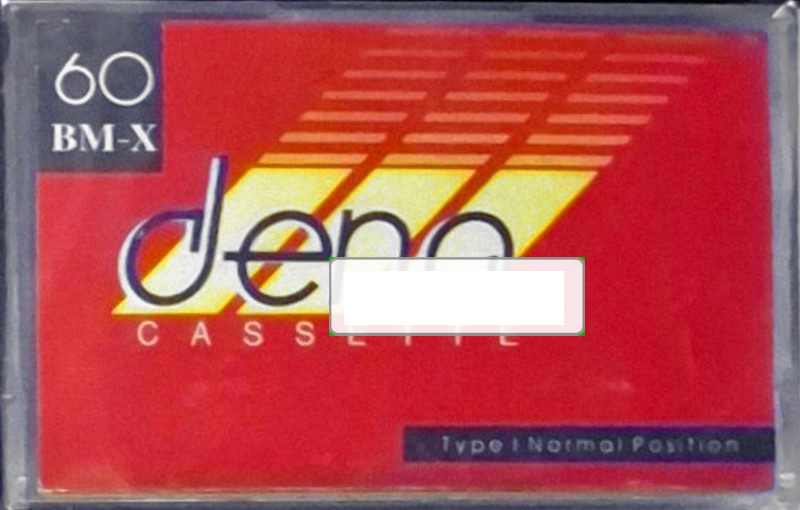 60
BM-X
CASSETTE
Type I Normal Position